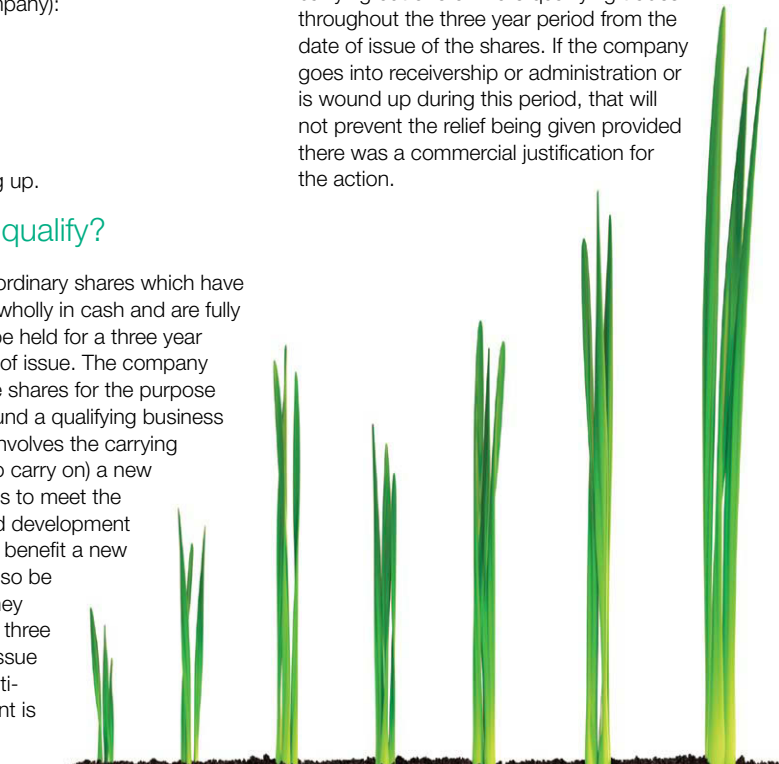 mpany):
g up.
qualify?
ordinary shares which have
wholly in cash and are fully
be held for a three year
of issue. The company
e shares for the purpose
und a qualifying business
nvolves the carrying
o carry on) a new
s to meet the
d development
benefit a new
so be
ney
three
ssue
ti-
nt is
throughout the three year period from the
date of issue of the shares. If the company
goes into receivership or administration or
is wound up during this period, that will
not prevent the relief being given provided
there was a commercial justification for
the action.